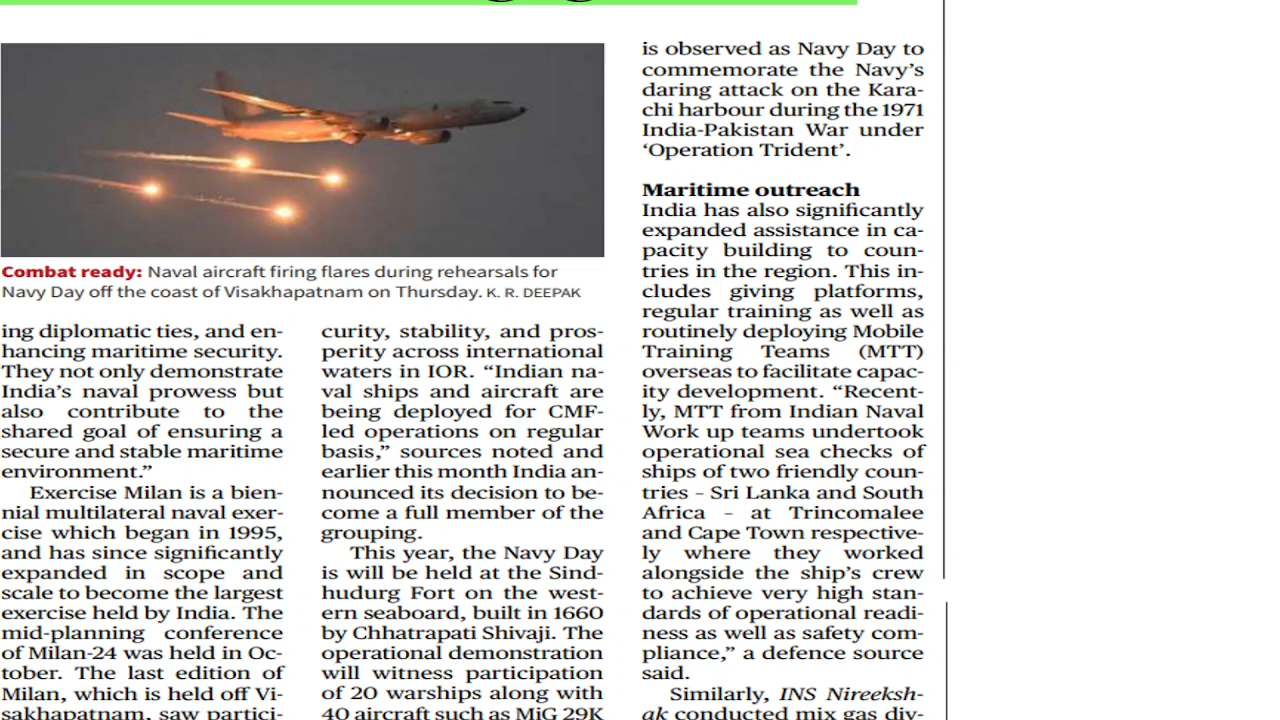 Combat ready: Naval aircraft firing flares during rehearsals for
Navy Day off the coast of Visakhapatnam on Thursday. K. R. DEEPAK
ing diplomatic ties, and en-
hancing maritime security.
They not only demonstrate
India’s naval prowess but
also contribute to the
shared goal of ensuring a
secure and stable maritime
environment.”
Exercise Milan is a bien-
nial multilateral naval exer-
cise which began in 1995,
and has since significantly
expanded in scope and
scale to become the largest
exercise held by India. The
mid-planning conference
of Milan-24 was held in Oc-
tober. The last edition of
Milan, which is held off Vi-
sakhapatnam, saw partici-
curity, stability, and pros-
perity across international
waters in IOR. “Indian na-
val ships and aircraft are
being deployed for CMF-
led operations on regular
basis,” sources noted and
earlier this month India an-
nounced its decision to be-
come a full member of the
grouping.
This year, the Navy Day
is will be held at the Sind-
hudurg Fort on the west-
ern seaboard, built in 1660
by Chhatrapati Shivaji. The
operational demonstration
will witness participation
of 20 warships along with
40 aircraft such as MiG 29K
is observed as Navy Day to
commemorate the Navy’s
daring attack on the Kara-
chi harbour during the 1971
India-Pakistan War under
‘Operation Trident’.
Maritime outreach
India has also significantly
expanded assistance in ca-
pacity building to coun-
tries in the region. This in-
cludes giving platforms,
regular training as well as
routinely deploying Mobile
Training Teams (MTT)
overseas to facilitate capac-
ity development. “Recent-
ly, MTT from Indian Naval
Work up teams undertook
operational sea checks of
ships of two friendly coun-
tries – Sri Lanka and South
Africa – at Trincomalee
and Cape Town respective-
ly where they worked
alongside the ship’s crew
to achieve very high stan-
dards of operational readi-
ness as well as safety com-
pliance,” a defence source
said.
Similarly, INS Nireeksh-
ak conducted mix gas div-